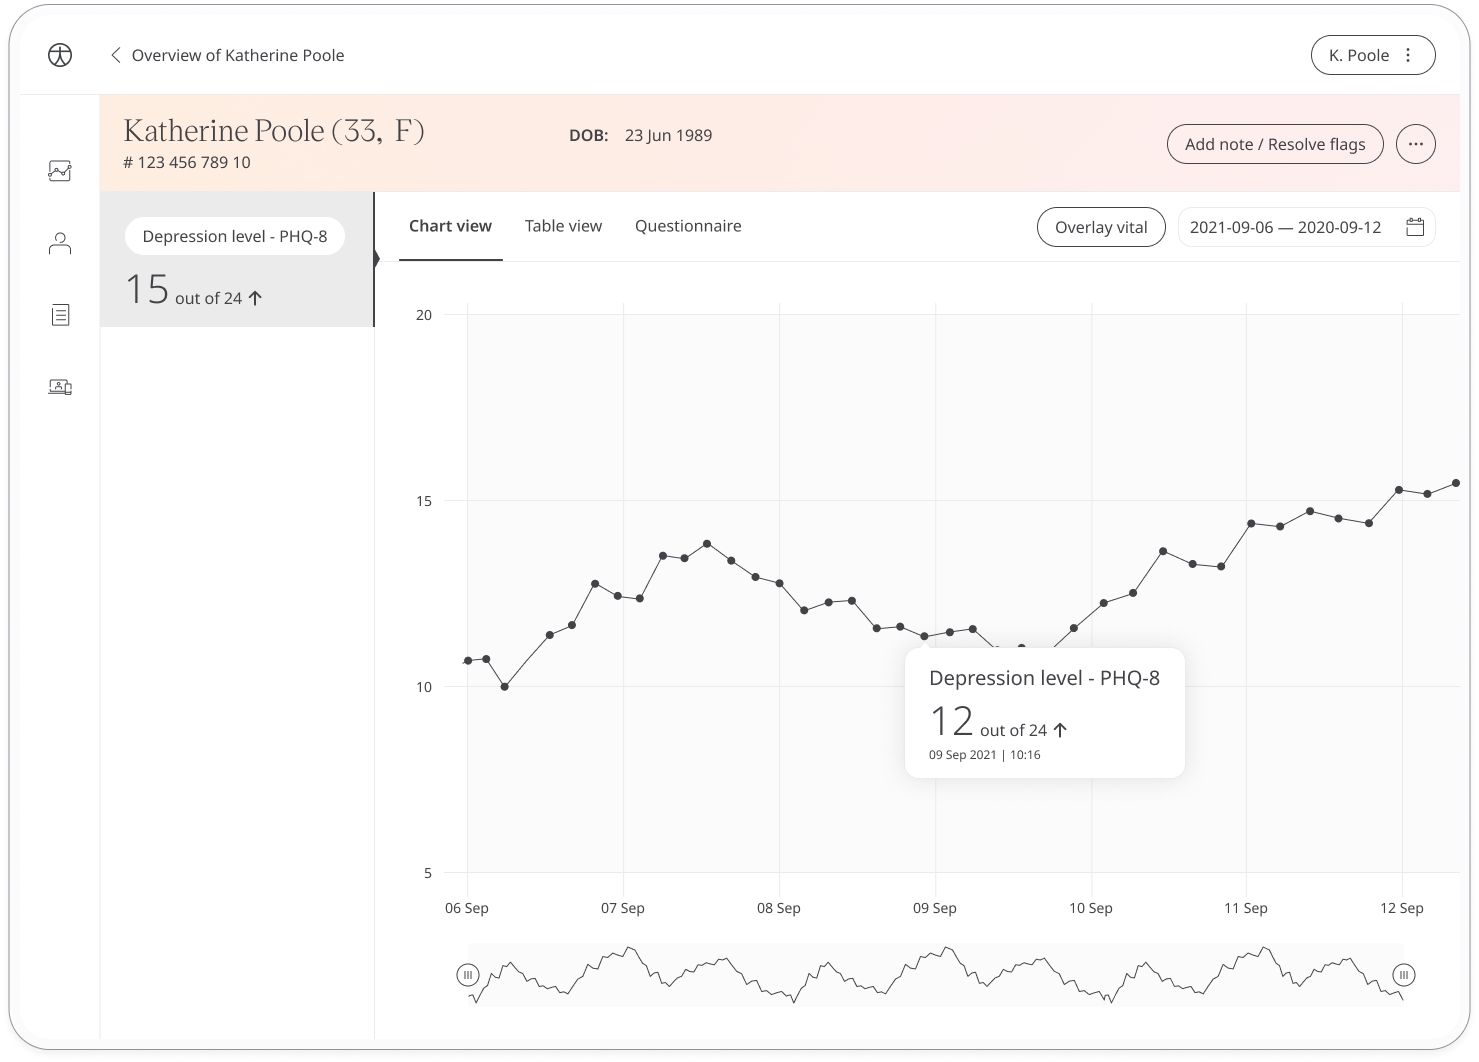 Overview of Katherine Poole
K. Poole
Katherine Poole (33, F)
DOB: 23 Jun 1989
# 123 456 789 10
Add note / Resolve flags
Depression level - PHQ-8
15 out of 24 ↑
Chart view
Table view
Questionnaire
Overlay vital
2021-09-06 — 2020-09-12
20
15
10
5
Depression level - PHQ-8
12 out of 24 ↑
09 Sep 2021 | 10:16
06 Sep
07 Sep
08 Sep
09 Sep
10 Sep
11 Sep
12 Sep